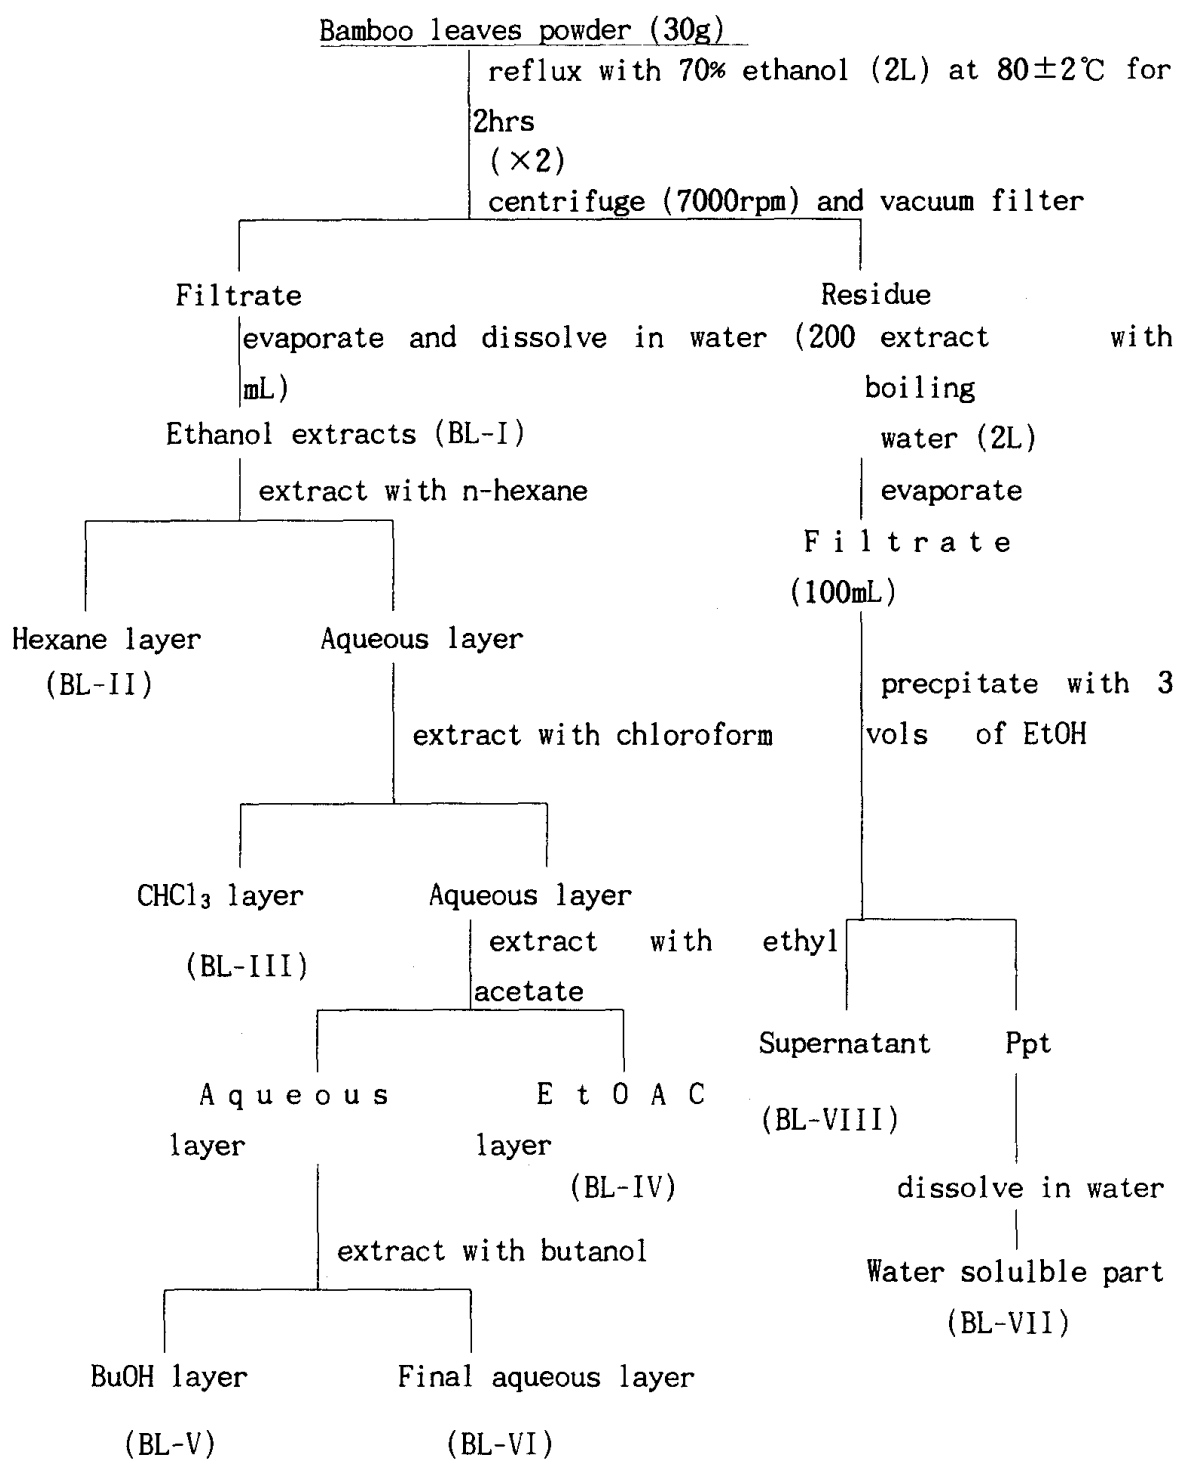 Bamboo leaves powder (30g)
reflux with 70% ethanol (2L) at 80±2℃ for
2hrs
(×2)
centrifuge (7000rpm) and vacuum filter
Filtrate
Residue
evaporate and dissolve in water (200
mL)
extract with
boiling
water (2L)
evaporate
Ethanol extracts (BL-I)
extract with n-hexane
Filtrate
(100mL)
Hexane layer
(BL-II)
Aqueous layer
precpitate with 3
vols of EtOH
extract with chloroform
CHCl₃ layer
(BL-III)
Aqueous layer
extract with ethyl
acetate
Supernatant
(BL-VIII)
Ppt
Aqueous
layer
EtOAC
layer
(BL-IV)
dissolve in water
extract with butanol
Water solulble part
(BL-VII)
BuOH layer
(BL-V)
Final aqueous layer
(BL-VI)